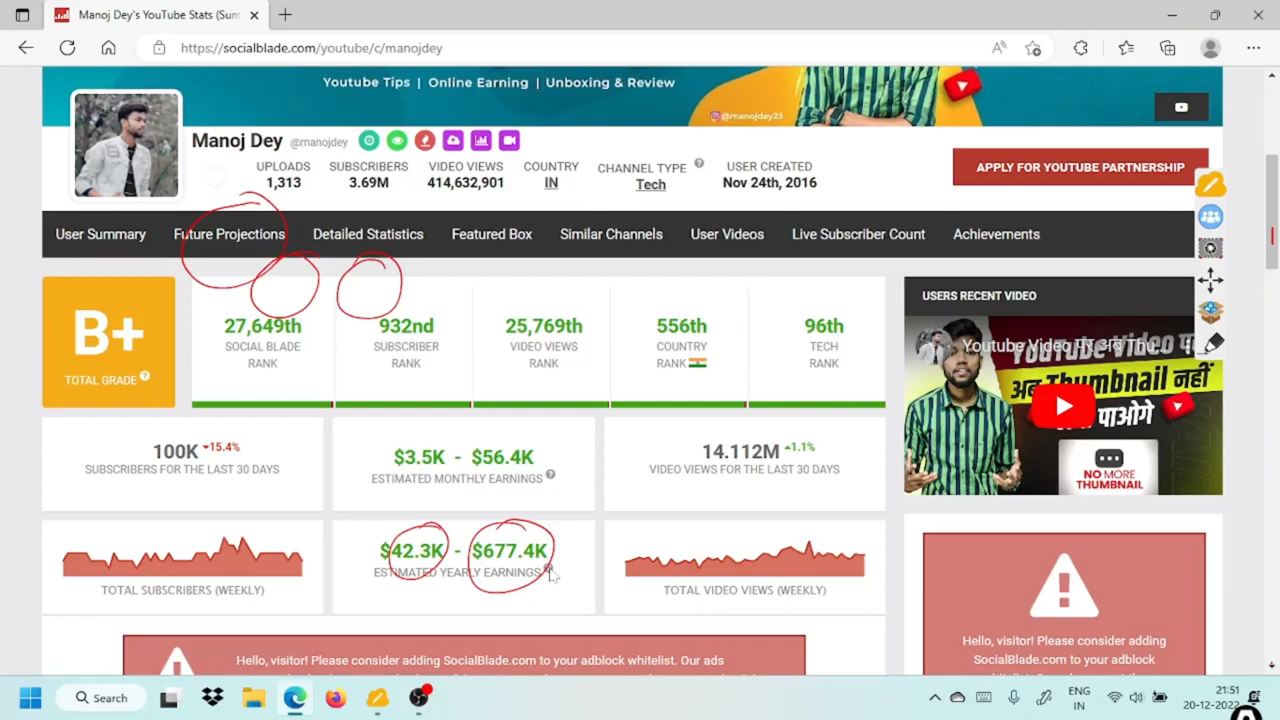 Manoj Dey's YouTube Stats (Sum
https://socialblade.com/youtube/c/manojdey
Youtube Tips | Online Earning | Unboxing & Review
@manojdey23
Manoj Dey @manojdey
UPLOADS SUBSCRIBERS VIDEO VIEWS COUNTRY CHANNEL TYPE ? USER CREATED
1,313 3.69M 414,632,901 IN Tech Nov 24th, 2016
APPLY FOR YOUTUBE PARTNERSHIP
User Summary Future Projections Detailed Statistics Featured Box Similar Channels User Videos Live Subscriber Count Achievements
B+
TOTAL GRADE ?
27,649th 932nd 25,769th 556th 96th
SOCIAL BLADE SUBSCRIBER VIDEO VIEWS COUNTRY TECH
RANK RANK RANK RANK RANK
USERS RECENT VIDEO
Youtube Video पर अब Thu...
अब Thumbnail नहीं
पाओगे
NO MORE
THUMBNAIL
100K 15.4%
SUBSCRIBERS FOR THE LAST 30 DAYS
$3.5K - $56.4K
ESTIMATED MONTHLY EARNINGS ?
14.112M 1.1%
VIDEO VIEWS FOR THE LAST 30 DAYS
TOTAL SUBSCRIBERS (WEEKLY)
$42.3K - $677.4K
ESTIMATED YEARLY EARNINGS
TOTAL VIDEO VIEWS (WEEKLY)
Hello, visitor! Please consider adding SocialBlade.com to your adblock whitelist. Our ads
Hello, visitor! Please consider adding
SocialBlade.com to your adblock
Search
ENG
IN
21:51
20-12-2022